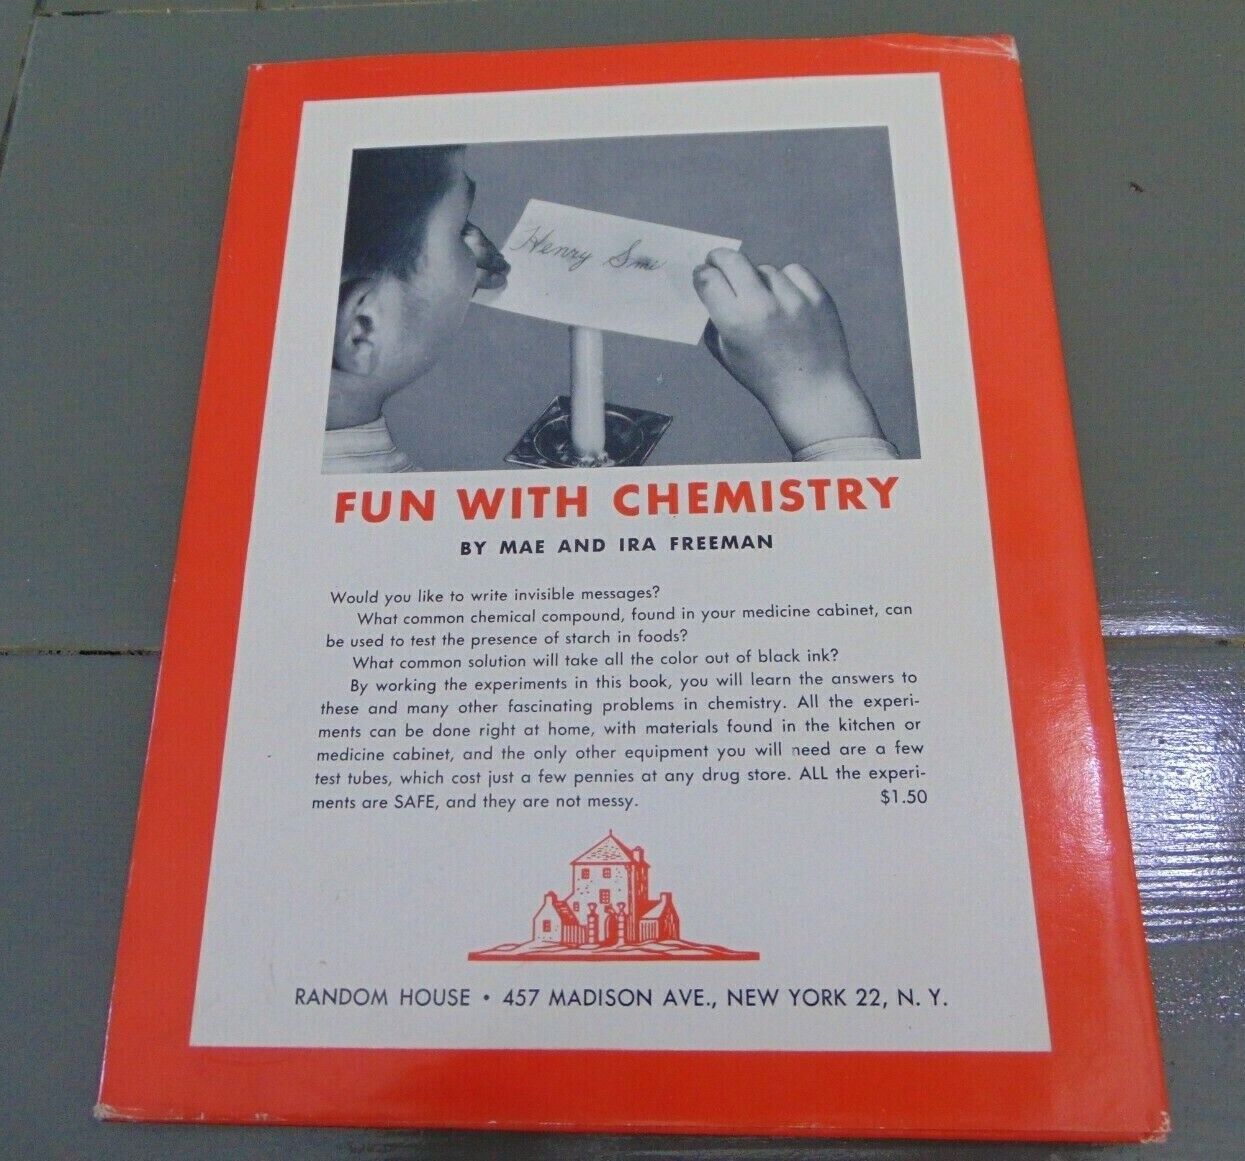 Henry Smi
FUN WITH CHEMISTRY
BY MAE AND IRA FREEMAN
Would you like to write invisible messages?
What common chemical compound, found in your medicine cabinet, can
be used to test the presence of starch in foods?
What common solution will take all the color out of black ink?
By working the experiments in this book, you will learn the answers to
these and many other fascinating problems in chemistry. All the experi-
ments can be done right at home, with materials found in the kitchen or
medicine cabinet, and the only other equipment you will need are a few
test tubes, which cost just a few pennies at any drug store. ALL the experi-
ments are SAFE, and they are not messy. $1.50
RANDOM HOUSE • 457 MADISON AVE., NEW YORK 22, N. Y.